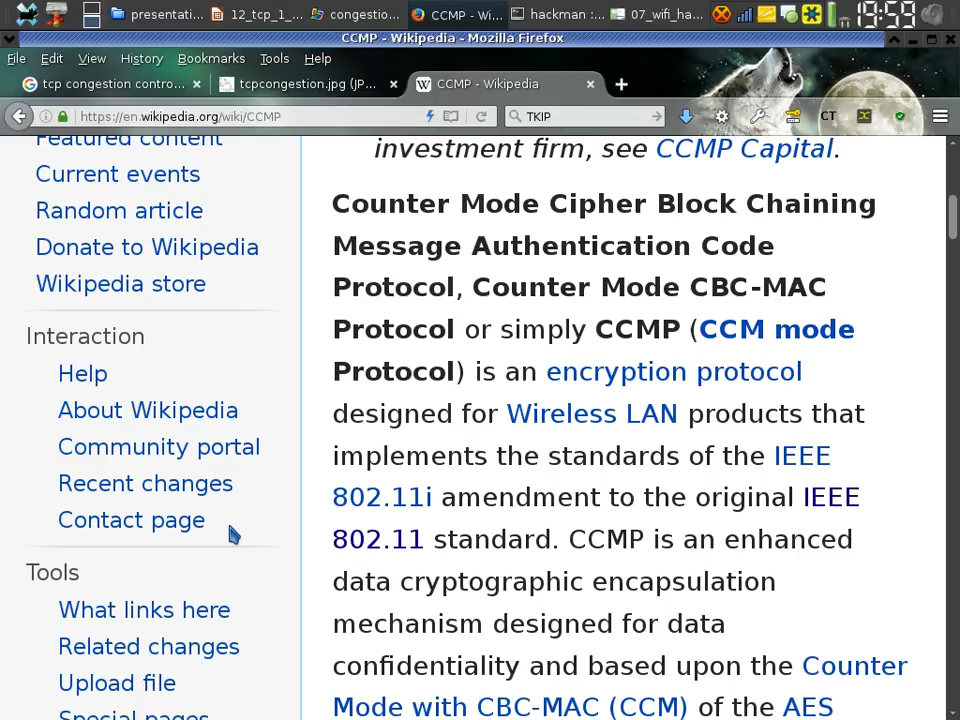 presentati...
12_tcp_1_...
congestio...
CCMP - Wi...
hackman :...
07_wifi_ha...
19:59
CCMP - Wikipedia - Mozilla Firefox
File Edit View History Bookmarks Tools Help
tcp congestion contro...
tcpcongestion.jpg (JP...
CCMP - Wikipedia
https://en.wikipedia.org/wiki/CCMP
TKIP
CT
Featured content
Current events
Random article
Donate to Wikipedia
Wikipedia store
Interaction
Help
About Wikipedia
Community portal
Recent changes
Contact page
Tools
What links here
Related changes
Upload file
Special pages
investment firm, see CCMP Capital.
Counter Mode Cipher Block Chaining
Message Authentication Code
Protocol, Counter Mode CBC-MAC
Protocol or simply CCMP (CCM mode
Protocol) is an encryption protocol
designed for Wireless LAN products that
implements the standards of the IEEE
802.11i amendment to the original IEEE
802.11 standard. CCMP is an enhanced
data cryptographic encapsulation
mechanism designed for data
confidentiality and based upon the Counter
Mode with CBC-MAC (CCM) of the AES